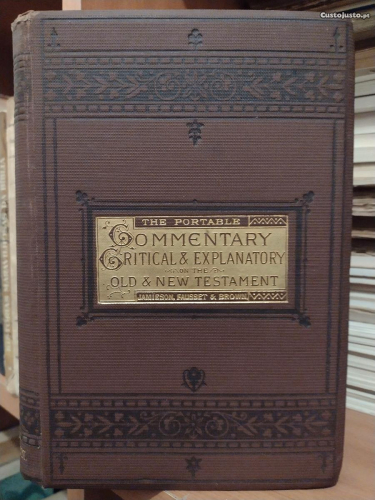 CustoJusto.pt
THE PORTABLE
COMMENTARY
CRITICAL & EXPLANATORY
ON THE
OLD & NEW TESTAMENT
JAMIESON, FAUSSET & BROWN.